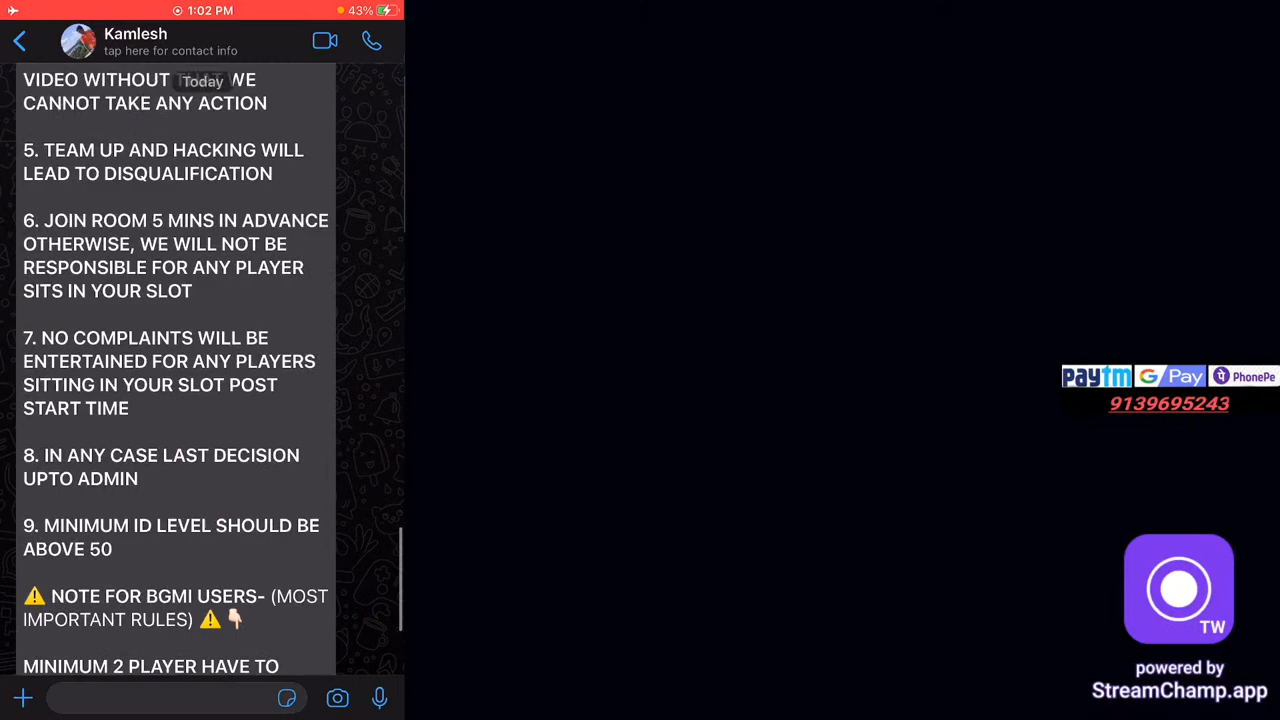 1:02 PM
43%
Kamlesh
tap here for contact info
VIDEO WITHOUT THAT WE
Today
CANNOT TAKE ANY ACTION
5. TEAM UP AND HACKING WILL
LEAD TO DISQUALIFICATION
6. JOIN ROOM 5 MINS IN ADVANCE
OTHERWISE, WE WILL NOT BE
RESPONSIBLE FOR ANY PLAYER
SITS IN YOUR SLOT
7. NO COMPLAINTS WILL BE
ENTERTAINED FOR ANY PLAYERS
SITTING IN YOUR SLOT POST
START TIME
8. IN ANY CASE LAST DECISION
UPTO ADMIN
9. MINIMUM ID LEVEL SHOULD BE
ABOVE 50
⚠️ NOTE FOR BGMI USERS- (MOST
IMPORTANT RULES) ⚠️ 👇🏻
MINIMUM 2 PLAYER HAVE TO
paytm G Pay PhonePe
9139695243
TW
powered by
StreamChamp.app